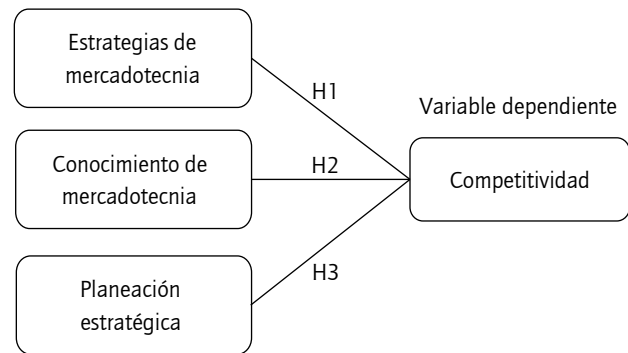 Estrategias de
mercadotecnia
H1
Variable dependiente
Conocimiento de
mercadotecnia
H2
Competitividad
H3
Planeación
estratégica